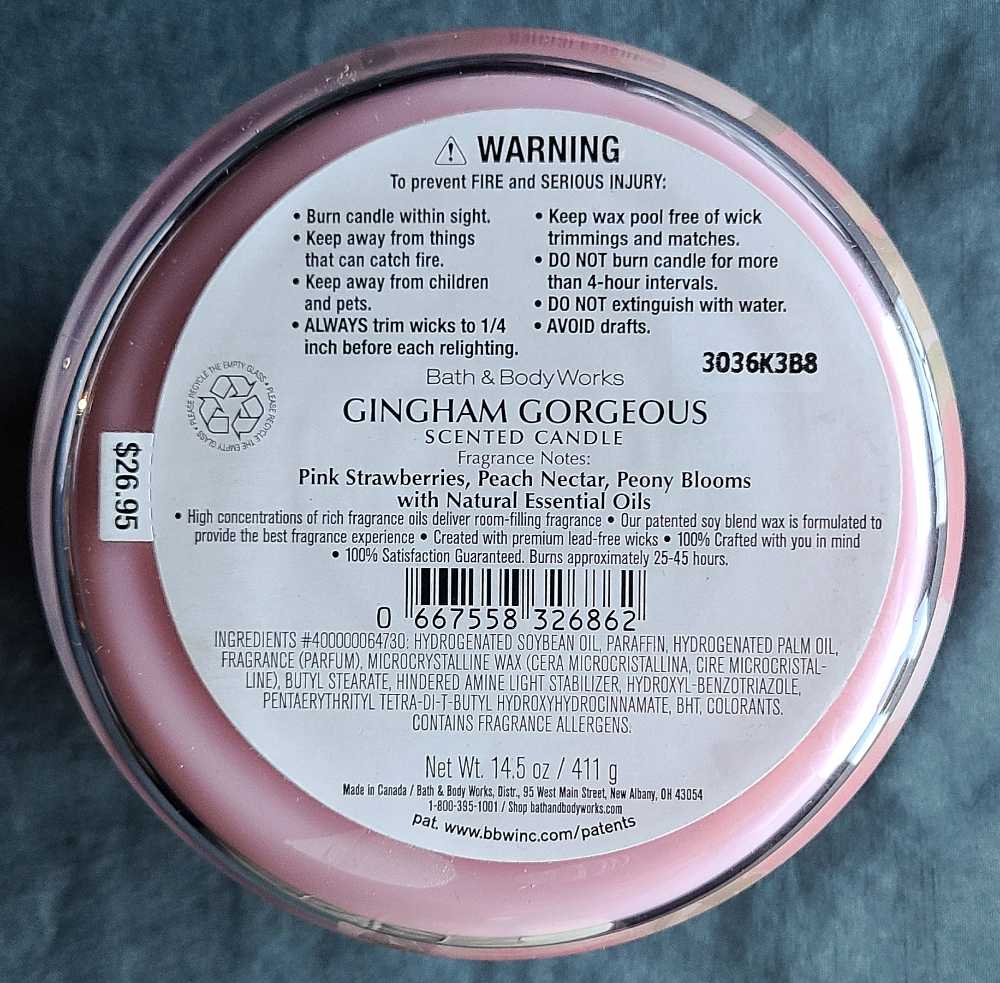 ⚠ WARNING
To prevent FIRE and SERIOUS INJURY:
• Burn candle within sight.
• Keep away from things
that can catch fire.
• Keep away from children
and pets.
• ALWAYS trim wicks to 1/4
inch before each relighting.
• Keep wax pool free of wick
trimmings and matches.
• DO NOT burn candle for more
than 4-hour intervals.
• DO NOT extinguish with water.
• AVOID drafts.
3036K3B8
PLEASE RECYCLE THE EMPTY GLASS • PLEASE RECYCLE THE EMPTY GLASS •
Bath & Body Works
GINGHAM GORGEOUS
SCENTED CANDLE
Fragrance Notes:
Pink Strawberries, Peach Nectar, Peony Blooms
with Natural Essential Oils
• High concentrations of rich fragrance oils deliver room-filling fragrance • Our patented soy blend wax is formulated to
provide the best fragrance experience • Created with premium lead-free wicks • 100% Crafted with you in mind
• 100% Satisfaction Guaranteed. Burns approximately 25-45 hours.
$26.95
0 667558 326862
INGREDIENTS #400000064730: HYDROGENATED SOYBEAN OIL, PARAFFIN, HYDROGENATED PALM OIL,
FRAGRANCE (PARFUM), MICROCRYSTALLINE WAX (CERA MICROCRISTALLINA, CIRE MICROCRISTAL-
LINE), BUTYL STEARATE, HINDERED AMINE LIGHT STABILIZER, HYDROXYL-BENZOTRIAZOLE,
PENTAERYTHRITYL TETRA-DI-T-BUTYL HYDROXYHYDROCINNAMATE, BHT, COLORANTS.
CONTAINS FRAGRANCE ALLERGENS.
Net Wt. 14.5 oz / 411 g
Made in Canada / Bath & Body Works, Distr., 95 West Main Street, New Albany, OH 43054
1-800-395-1001 / Shop bathandbodyworks.com
pat. www.bbwinc.com/patents